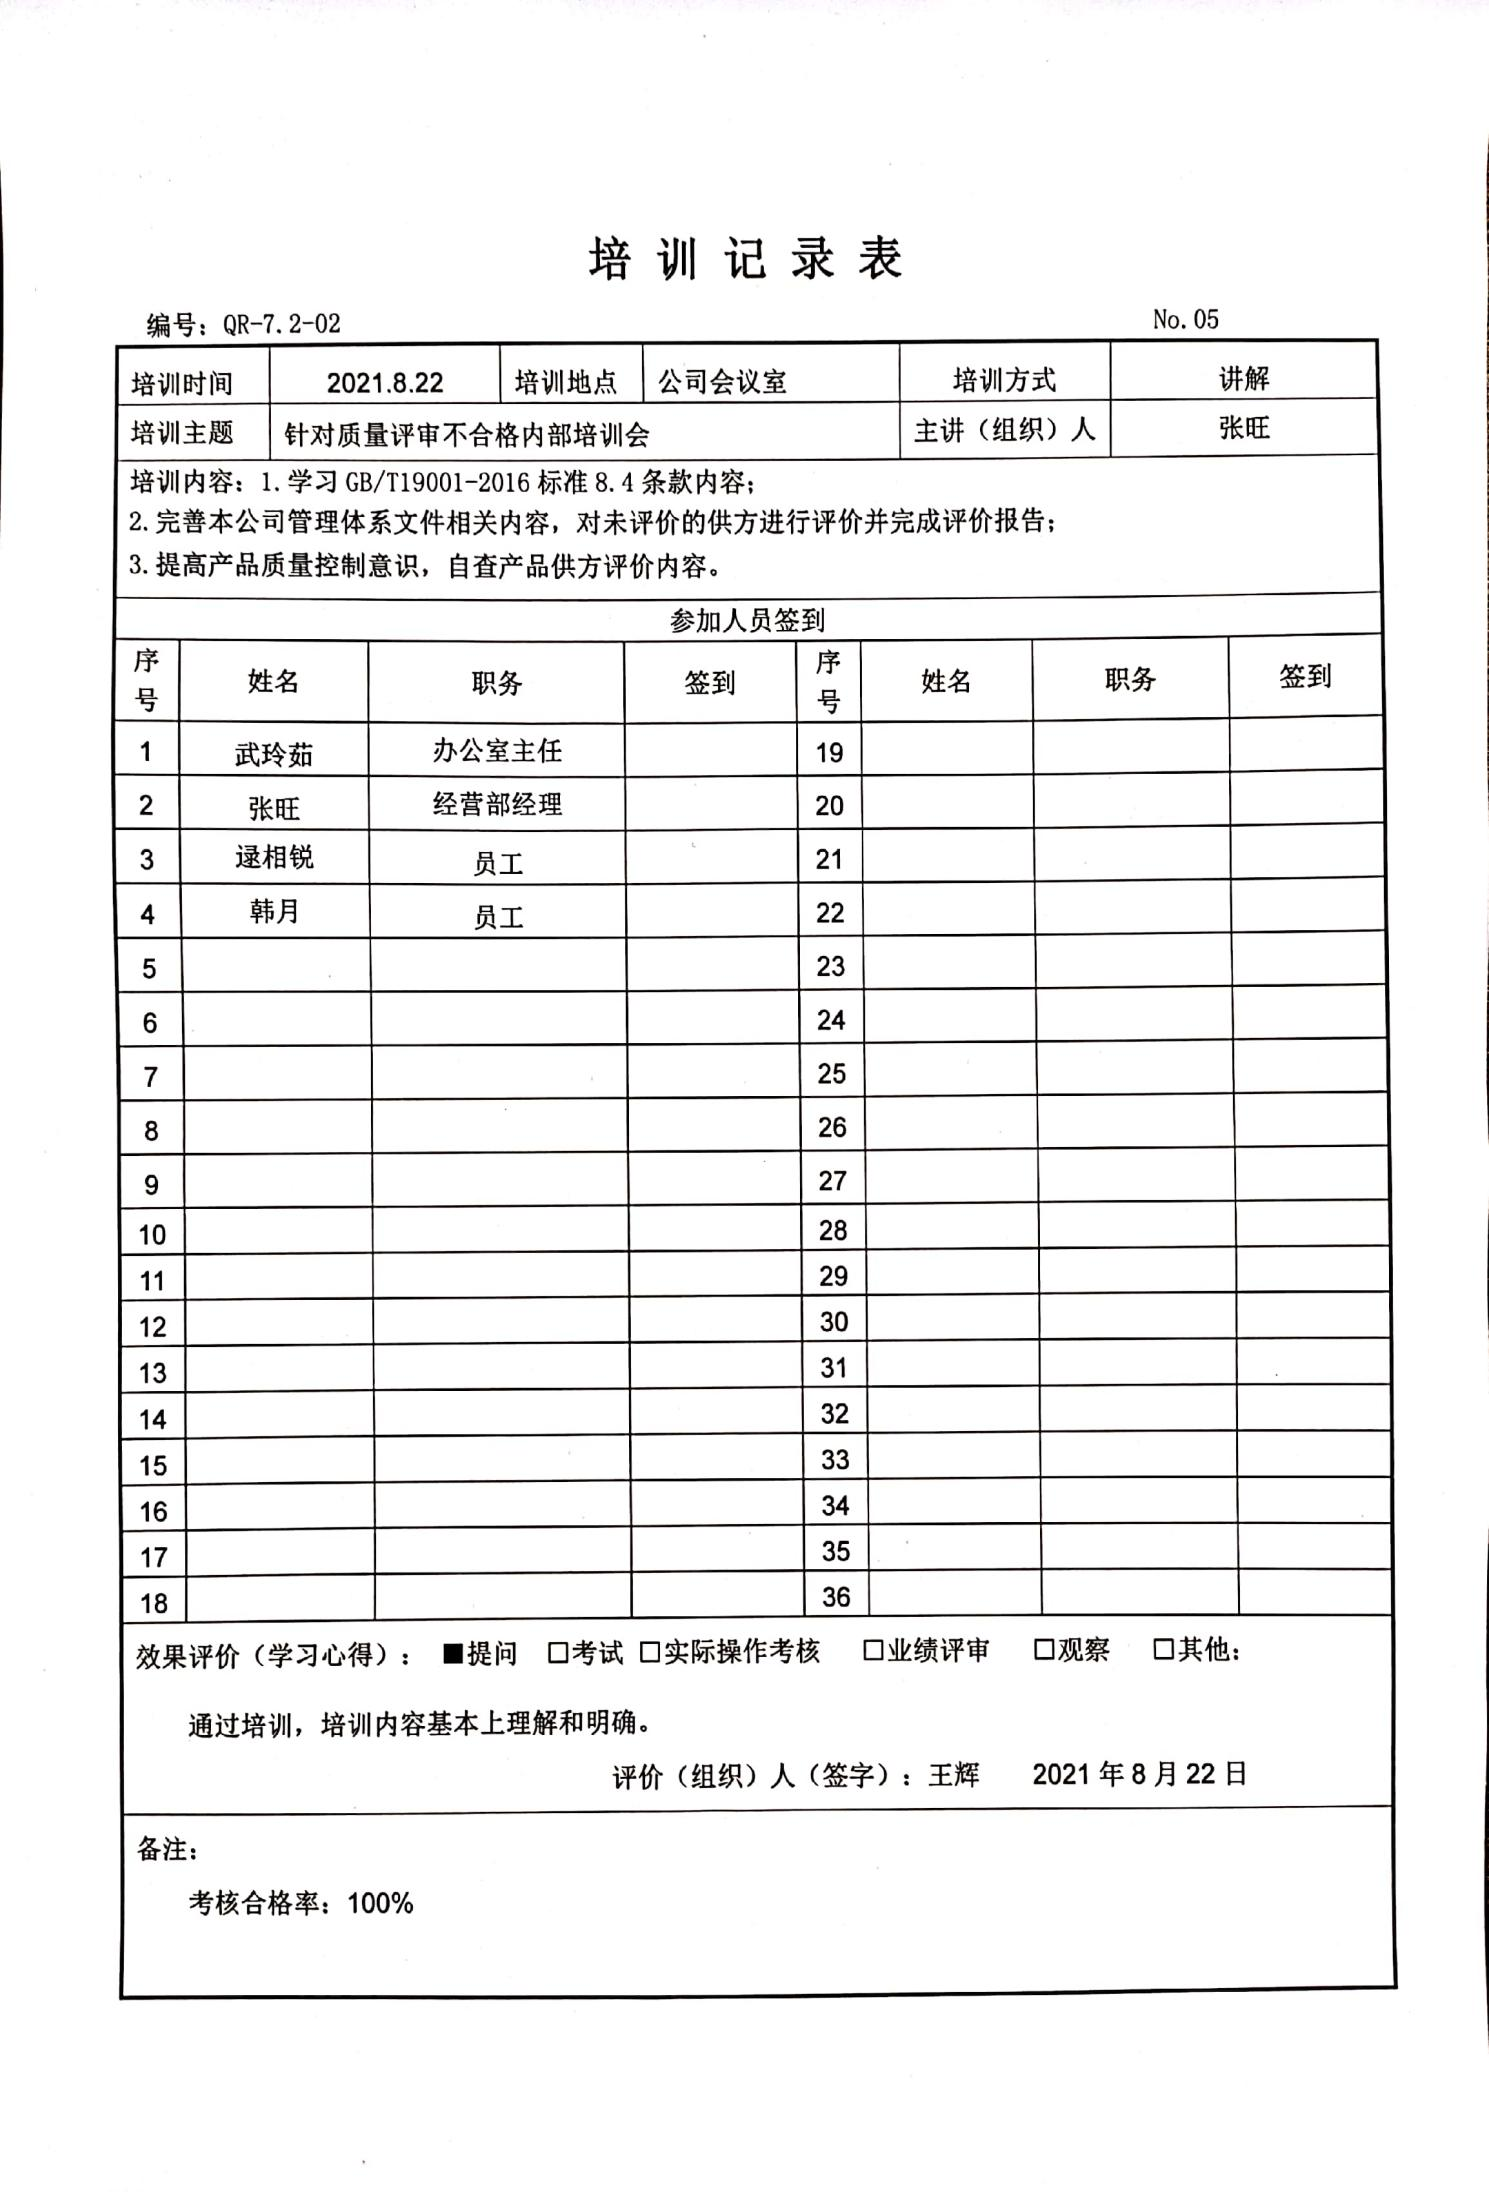 培训记录表
编号：QR-7.2-02 No.05
培训时间 2021.8.22 培训地点 公司会议室 培训方式 讲解
培训主题 针对质量评审不合格内部培训会 主讲（组织）人 张旺
培训内容：1.学习 GB/T19001-2016 标准 8.4 条款内容；
2.完善本公司管理体系文件相关内容，对未评价的供方进行评价并完成评价报告；
3.提高产品质量控制意识，自查产品供方评价内容。
参加人员签到
序号 姓名 职务 签到 序号 姓名 职务 签到
1 武玲茹 办公室主任 19
2 张旺 经营部经理 20
3 逯相锐 员工 21
4 韩月 员工 22
5 23
6 24
7 25
8 26
9 27
10 28
11 29
12 30
13 31
14 32
15 33
16 34
17 35
18 36
效果评价（学习心得）： ■提问 □考试 □实际操作考核 □业绩评审 □观察 □其他：
通过培训，培训内容基本上理解和明确。
评价（组织）人（签字）：王辉 2021 年 8 月 22 日
备注：
考核合格率：100%